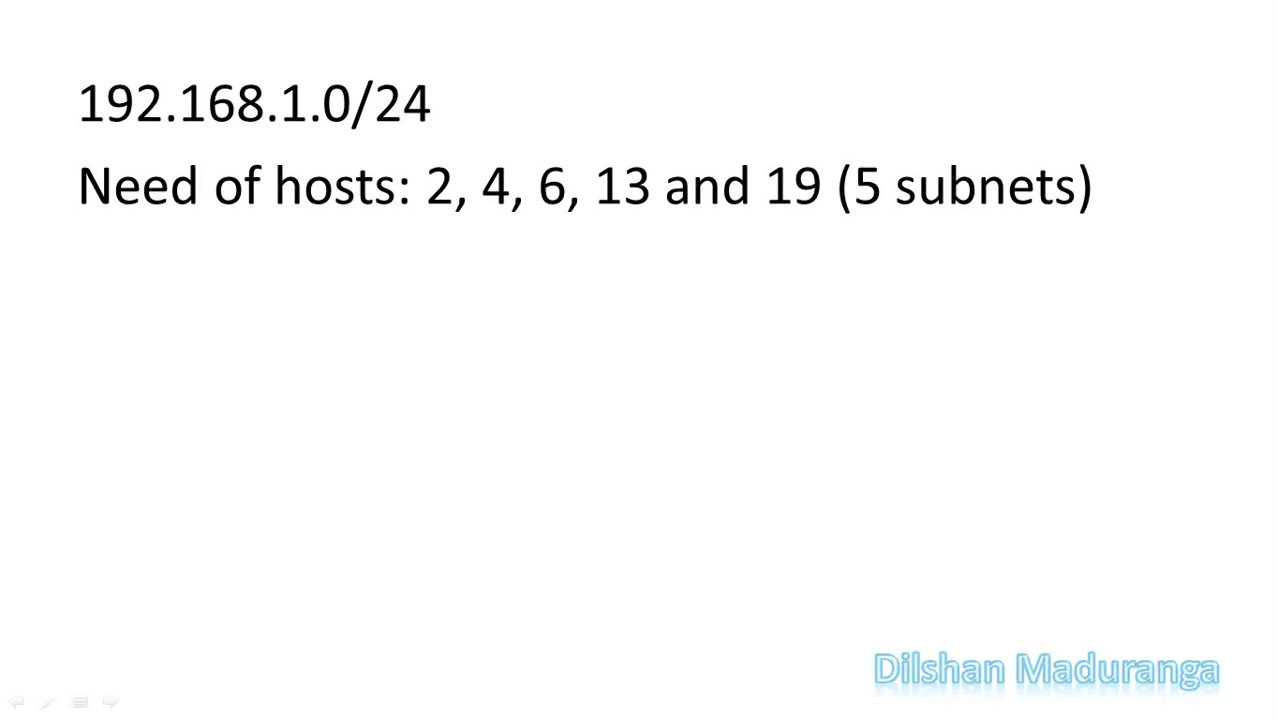 192.168.1.0/24
Need of hosts: 2, 4, 6, 13 and 19 (5 subnets)
Dilshan Maduranga